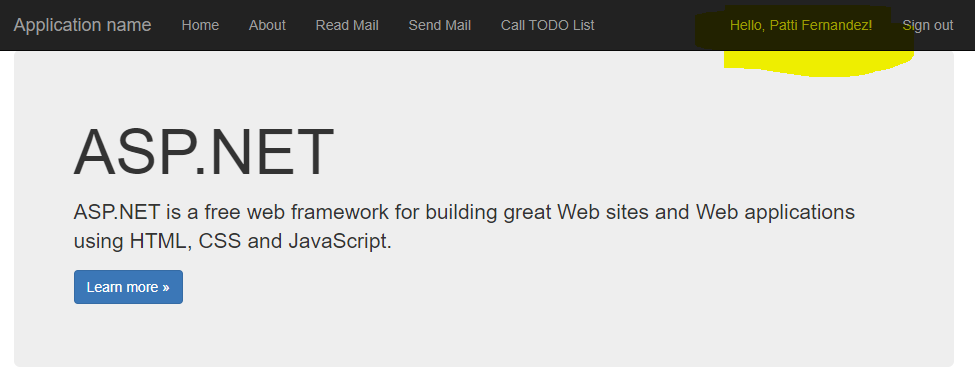 Application name Home About Read Mail Send Mail Call TODO List Hello, Patti Fernandez! Sign out
ASP.NET
ASP.NET is a free web framework for building great Web sites and Web applications
using HTML, CSS and JavaScript.
Learn more »